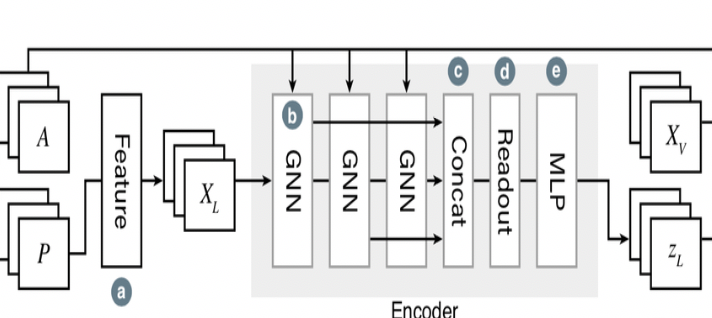 c
d
e
A
b
X_V
Feature
GNN
GNN
GNN
Concat
Readout
MLP
X_L
P
z_L
a
Encoder